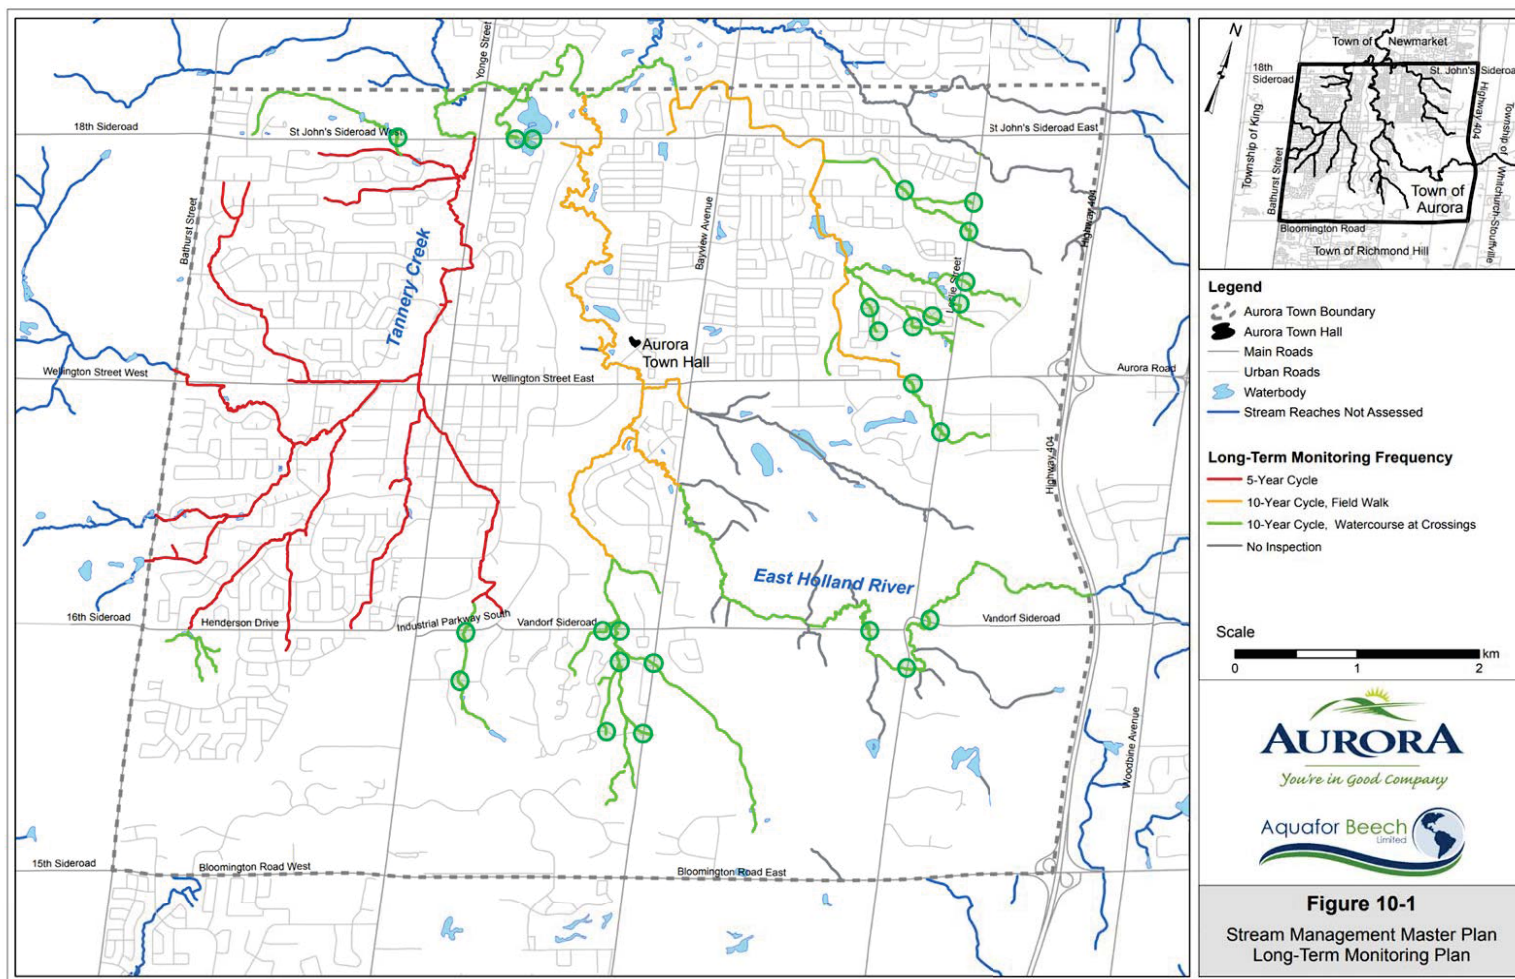 Yonge Street
18th Sideroad
St John's Sideroad West
St John's Sideroad East
Bathurst Street
Tannery Creek
Bayview Avenue
Highway 404
Leslie Street
Aurora
Town Hall
Wellington Street West
Wellington Street East
Aurora Road
Highway 404
East Holland River
16th Sideroad
Henderson Drive
Industrial Parkway South
Vandorf Sideroad
Vandorf Sideroad
Woodbine Avenue
15th Sideroad
Bloomington Road West
Bloomington Road East
N
Town of Newmarket
18th
Sideroad
St. John's Sideroad
Township of King
Bathurst Street
Highway 404
Township of
Whitchurch-Stouffville
Town of
Aurora
Bloomington Road
Town of Richmond Hill
Legend
Aurora Town Boundary
Aurora Town Hall
Main Roads
Urban Roads
Waterbody
Stream Reaches Not Assessed
Long-Term Monitoring Frequency
5-Year Cycle
10-Year Cycle, Field Walk
10-Year Cycle, Watercourse at Crossings
No Inspection
Scale
km
0 1 2
AURORA
You're in Good Company
Aquafor Beech
Limited
Figure 10-1
Stream Management Master Plan
Long-Term Monitoring Plan